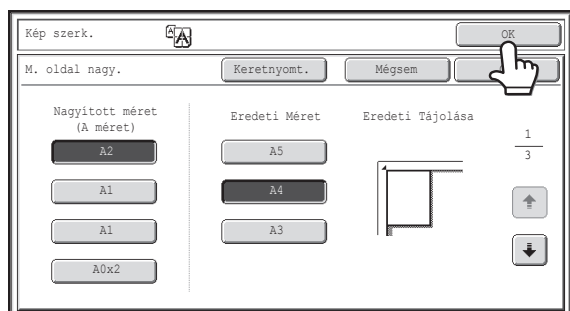 Kép szerk.
OK
M. oldal nagy.
Keretnyomt.
Mégsem
Nagyított méret
(A méret)
Eredeti Méret
Eredeti Tájolása
A2
A5
1
3
A1
A4
A1
A3
A0x2